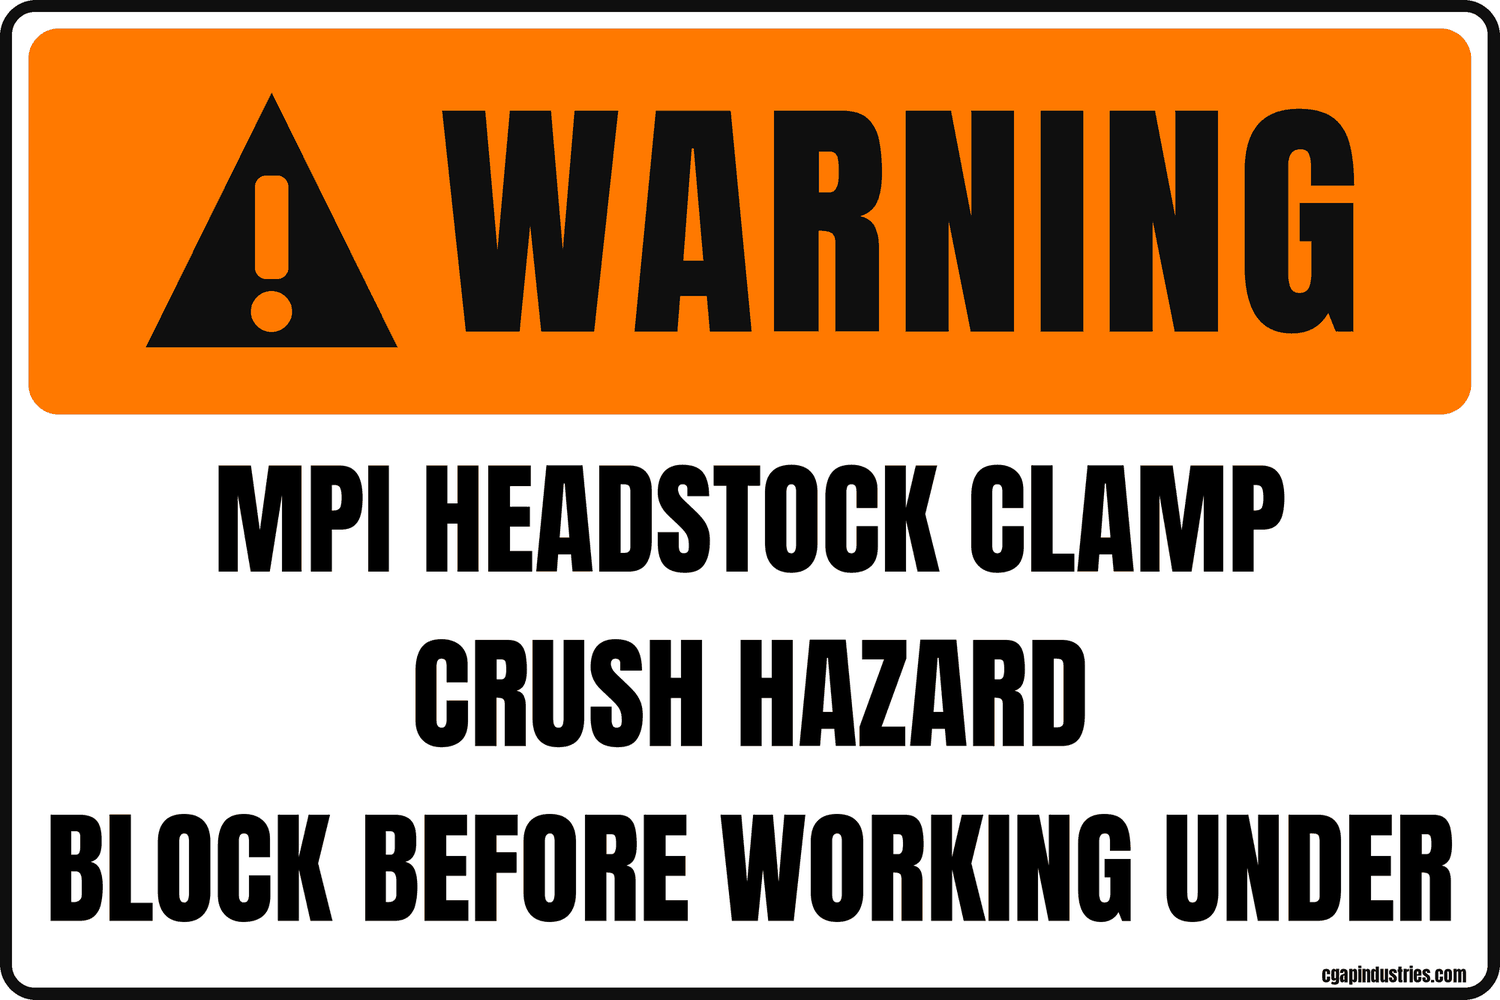 WARNING
MPI HEADSTOCK CLAMP
CRUSH HAZARD
BLOCK BEFORE WORKING UNDER
cgapindustries.com